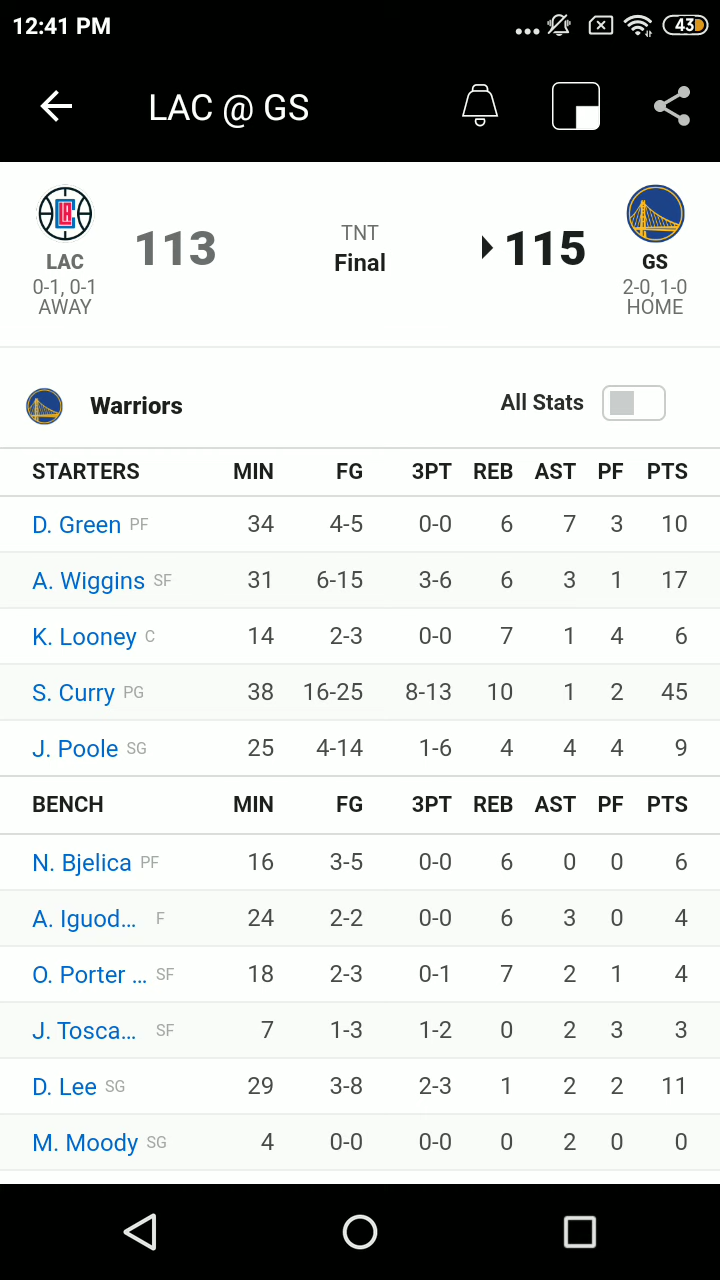 12:41 PM 43
LAC @ GS
LAC 113 TNT 115 GS
0-1, 0-1 Final 2-0, 1-0
AWAY HOME
Warriors All Stats
STARTERS MIN FG 3PT REB AST PF PTS
D. Green PF 34 4-5 0-0 6 7 3 10
A. Wiggins SF 31 6-15 3-6 6 3 1 17
K. Looney C 14 2-3 0-0 7 1 4 6
S. Curry PG 38 16-25 8-13 10 1 2 45
J. Poole SG 25 4-14 1-6 4 4 4 9
BENCH MIN FG 3PT REB AST PF PTS
N. Bjelica PF 16 3-5 0-0 6 0 0 6
A. Iguod... F 24 2-2 0-0 6 3 0 4
O. Porter ... SF 18 2-3 0-1 7 2 1 4
J. Tosca... SF 7 1-3 1-2 0 2 3 3
D. Lee SG 29 3-8 2-3 1 2 2 11
M. Moody SG 4 0-0 0-0 0 2 0 0